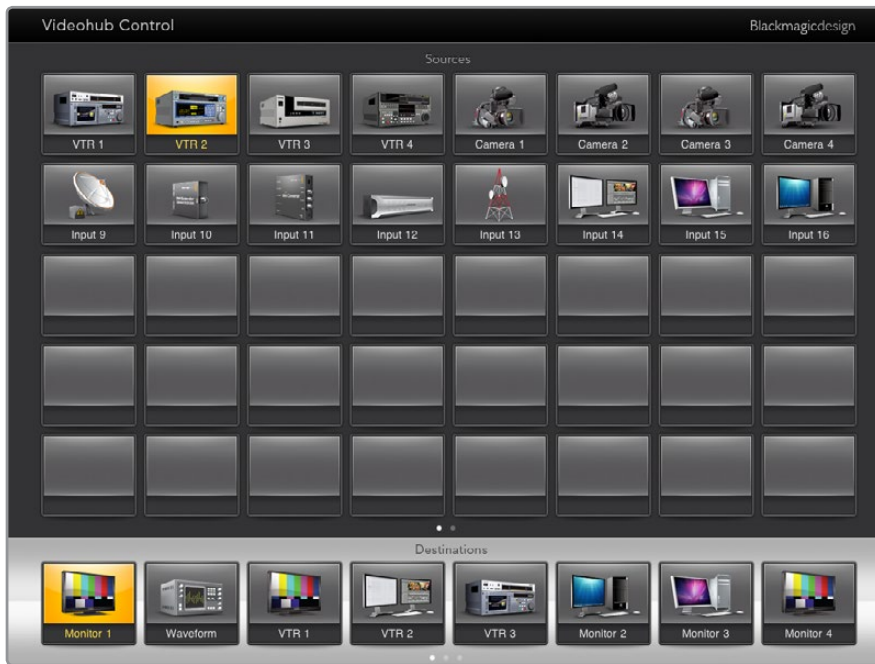 Videohub Control
Blackmagicdesign
Sources
VTR 1
VTR 2
VTR 3
VTR 4
Camera 1
Camera 2
Camera 3
Camera 4
Input 9
Input 10
Input 11
Input 12
Input 13
Input 14
Input 15
Input 16
Destinations
Monitor 1
Waveform
VTR 1
VTR 2
VTR 3
Monitor 2
Monitor 3
Monitor 4